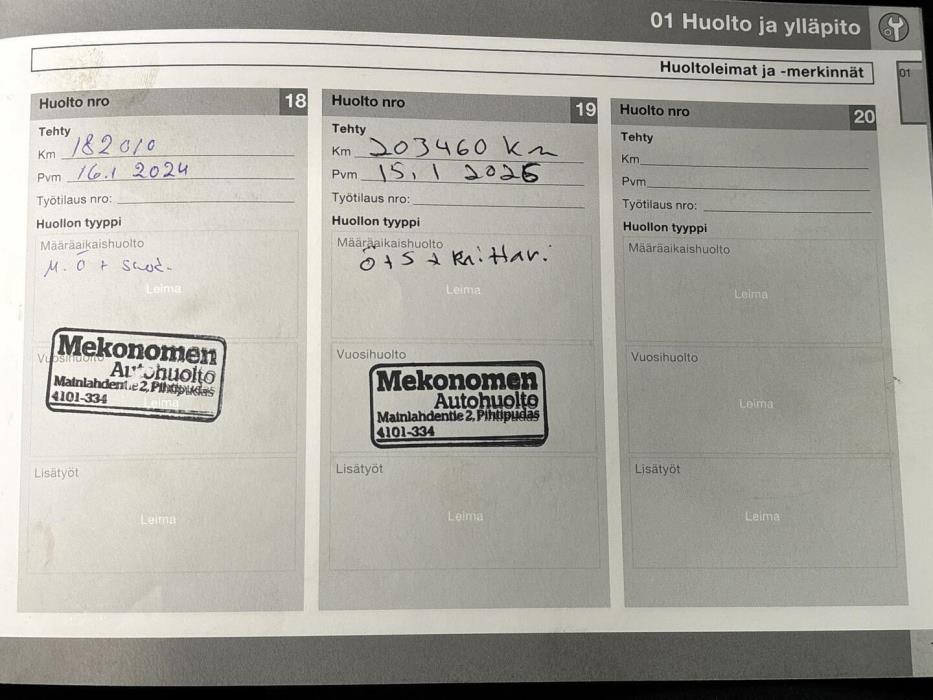 01 Huolto ja ylläpito
Huoltoleimat ja -merkinnät
01
Huolto nro 18
Tehty
Km 182010
Pvm 16.1 2024
Työtilaus nro:
Huollon tyyppi
Määräaikaishuolto
M. Ö + suod.
Leima
Vuosihuolto
Mekonomen
Autohuolto
Mainlahdentie 2, Pihtipudas
4101-334
Leima
Lisätyöt
Leima
Huolto nro 19
Tehty
Km 203460 km
Pvm 15.1 2025
Työtilaus nro:
Huollon tyyppi
Määräaikaishuolto
Ö + S +
Leima
Vuosihuolto
Mekonomen
Autohuolto
Mainlahdentie 2, Pihtipudas
4101-334
Lisätyöt
Leima
Huolto nro 20
Tehty
Km
Pvm
Työtilaus nro:
Huollon tyyppi
Määräaikaishuolto
Leima
Vuosihuolto
Leima
Lisätyöt
Leima